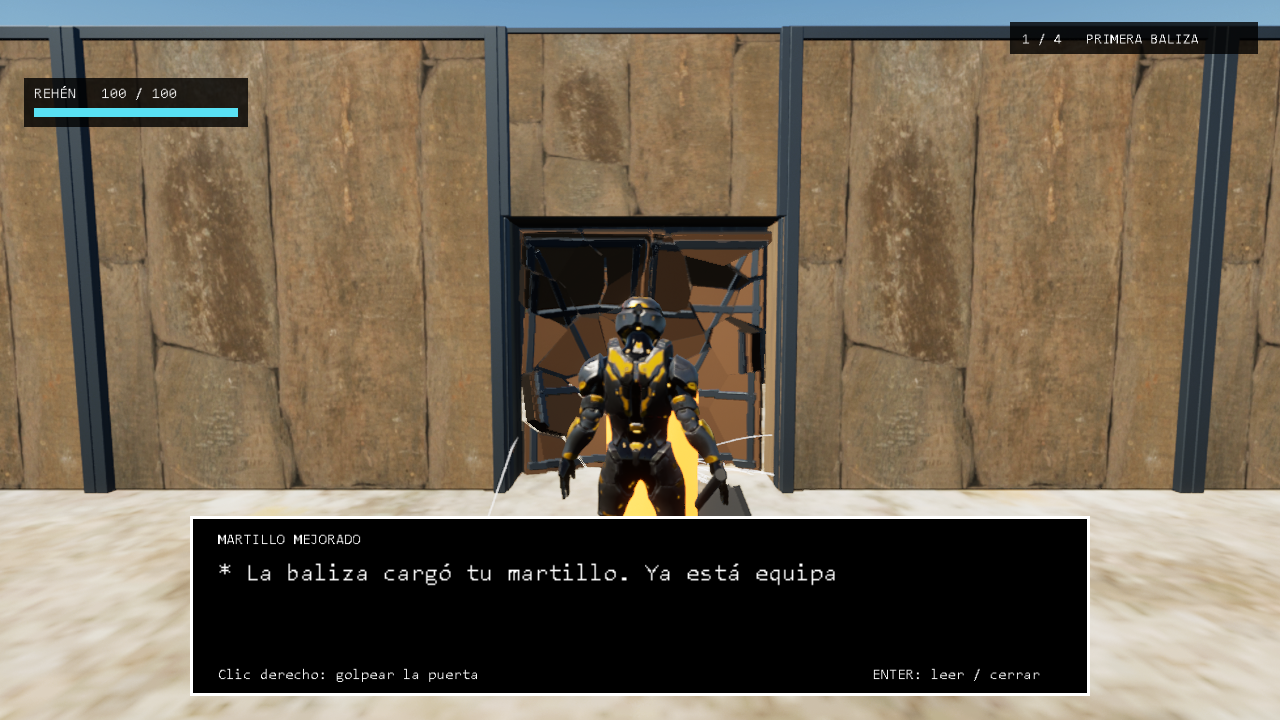 1 / 4 PRIMERA BALIZA
REHÉN 100 / 100
MARTILLO MEJORADO
* La baliza cargó tu martillo. Ya está equipa
Clic derecho: golpear la puerta
ENTER: leer / cerrar